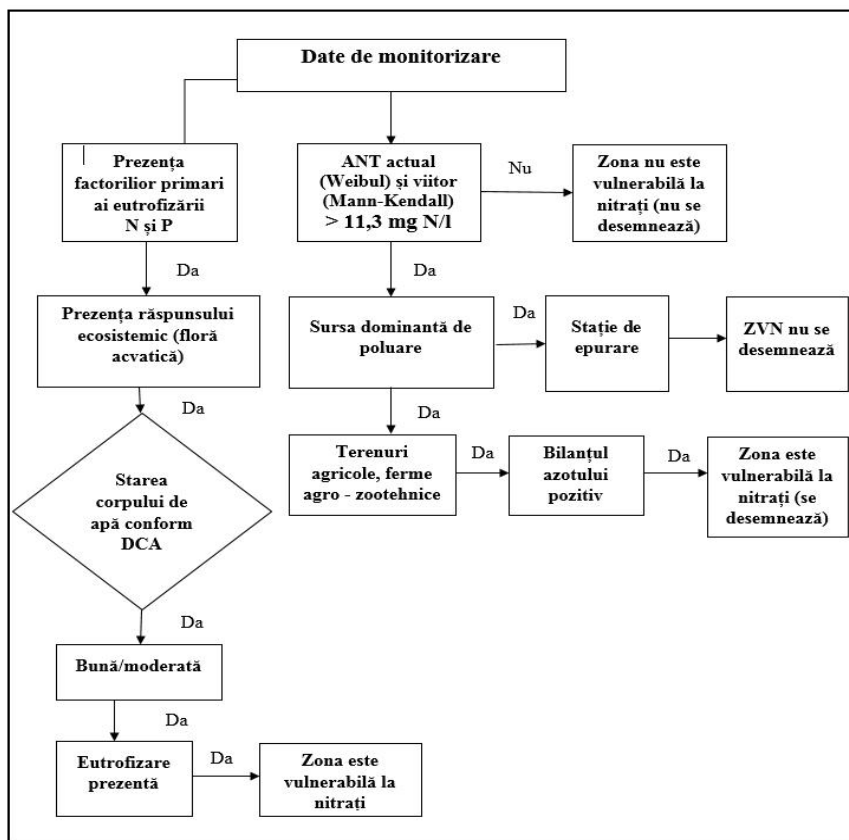 Date de monitorizare
Prezența
factorilior primari
ai eutrofizării
N și P
ANT actual
(Weibul) și viitor
(Mann-Kendall)
> 11,3 mg N/l
Nu
Zona nu este
vulnerabilă la
nitrați (nu se
desemnează)
Da
Da
Prezența răspunsului
ecosistemic (floră
acvatică)
Sursa dominantă de
poluare
Da
Stație de
epurare
ZVN nu se
desemnează
Da
Da
Starea
corpului de
apă conform
DCA
Terenuri
agricole, ferme
agro - zootehnice
Da
Bilanțul
azotului
pozitiv
Da
Zona este
vulnerabilă la
nitrați (se
desemnează)
Da
Bună/moderată
Da
Eutrofizare
prezentă
Da
Zona este
vulnerabilă la
nitrați